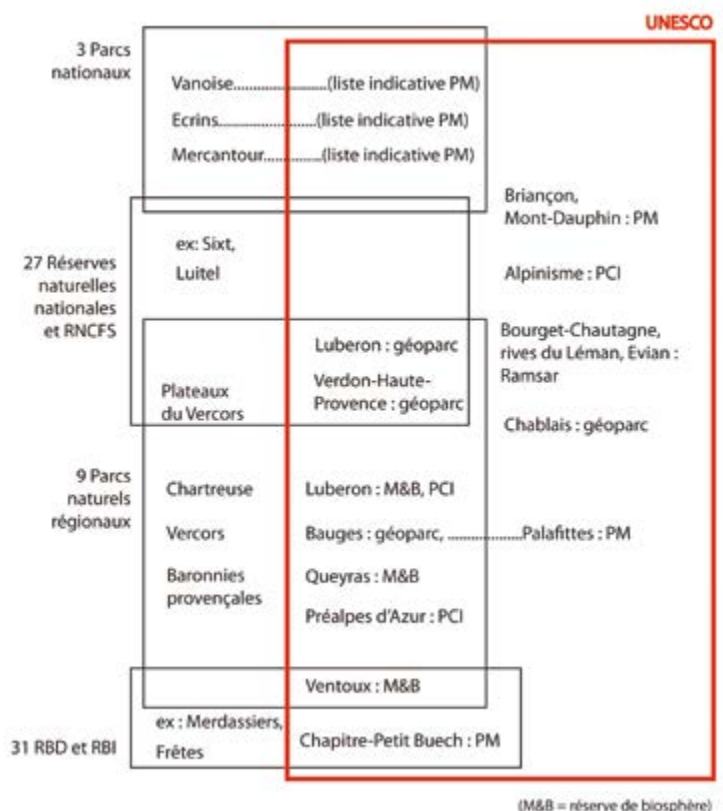 UNESCO
3 Parcs
nationaux
Vanoise..................(liste indicative PM)
Ecrins...................(liste indicative PM)
Mercantour...........(liste indicative PM)
Briançon,
Mont-Dauphin : PM
27 Réserves
naturelles
nationales
et RNCFS
ex: Sixt,
Luitel
Alpinisme : PCI
Luberon : géoparc
Verdon-Haute-
Provence : géoparc
Bourget-Chautagne,
rives du Léman, Evian :
Ramsar
Plateaux
du Vercors
Chablais : géoparc
9 Parcs
naturels
régionaux
Chartreuse
Luberon : M&B, PCI
Vercors
Bauges : géoparc, ....................Palafittes : PM
Baronnies
provençales
Queyras : M&B
Préalpes d'Azur : PCI
Ventoux : M&B
31 RBD et RBI
ex : Merdassiers,
Frêtes
Chapitre-Petit Buech : PM
(M&B = réserve de biosphère)